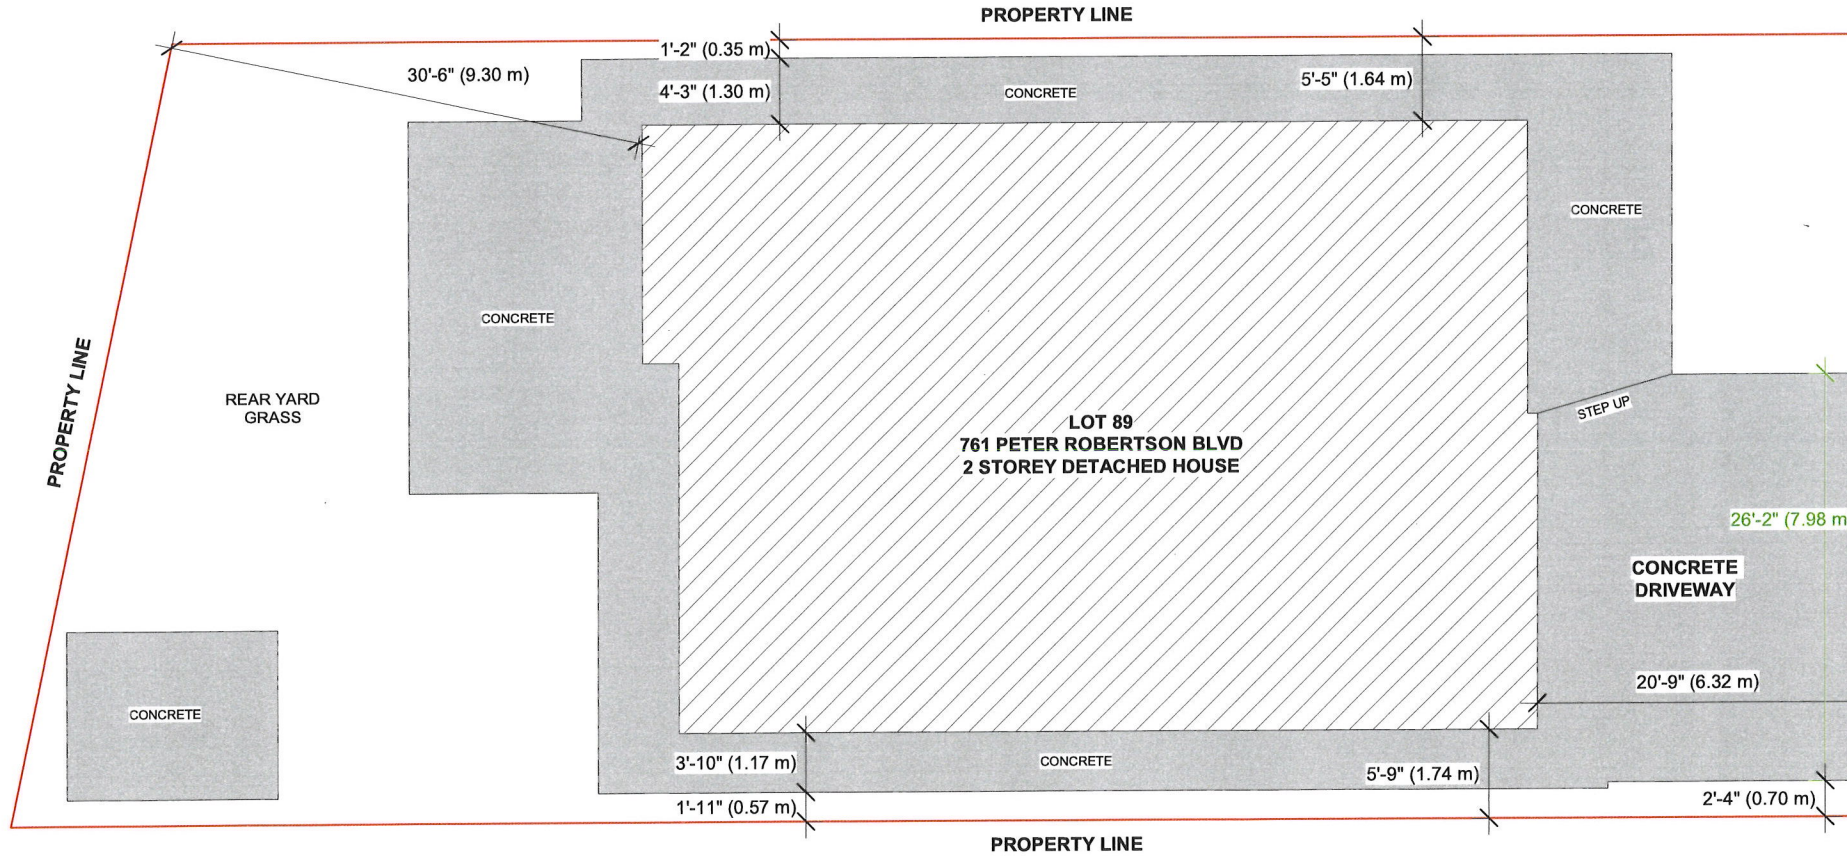 PROPERTY LINE
1'-2" (0.35 m)
30'-6" (9.30 m)
4'-3" (1.30 m)
CONCRETE
5'-5" (1.64 m)
CONCRETE
CONCRETE
PROPERTY LINE
REAR YARD
GRASS
STEP UP
LOT 89
761 PETER ROBERTSON BLVD
2 STOREY DETACHED HOUSE
26'-2" (7.98 m
CONCRETE
DRIVEWAY
20'-9" (6.32 m)
CONCRETE
3'-10" (1.17 m)
CONCRETE
5'-9" (1.74 m)
1'-11" (0.57 m)
2'-4" (0.70 m)
PROPERTY LINE